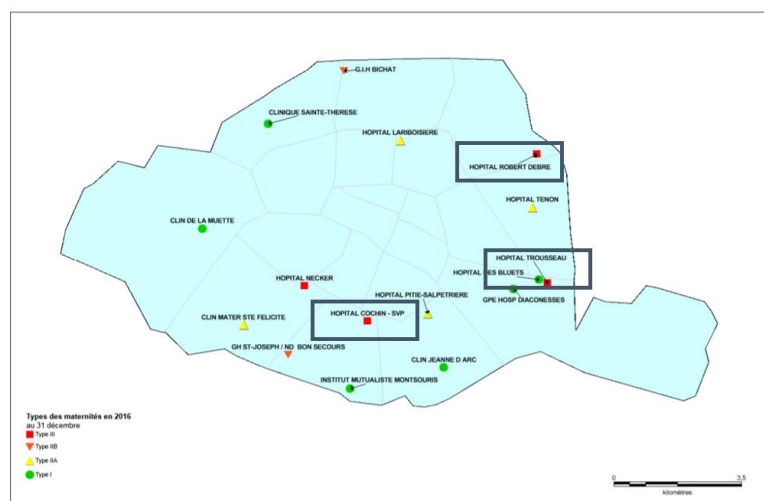 G.I.H BICHAT
CLINIQUE SAINTE-THERESE
HOPITAL LARIBOISIERE
HOPITAL ROBERT DEBRE
HOPITAL TENON
CLIN DE LA MUETTE
HOPITAL TROUSSEAU
HOPITAL DES BLUETS
HOPITAL NECKER
GPE HOSP DIACONESSES
HOPITAL PITIE-SALPETRIERE
HOPITAL COCHIN - SVP
CLIN MATER STE FELICITE
GH ST-JOSEPH / ND BON SECOURS
CLIN JEANNE D ARC
INSTITUT MUTUALISTE MONTSOURIS
Types des maternités en 2016
au 31 décembre
Type III
Type IIB
Type IIA
Type I
0 3,5
kilomètres